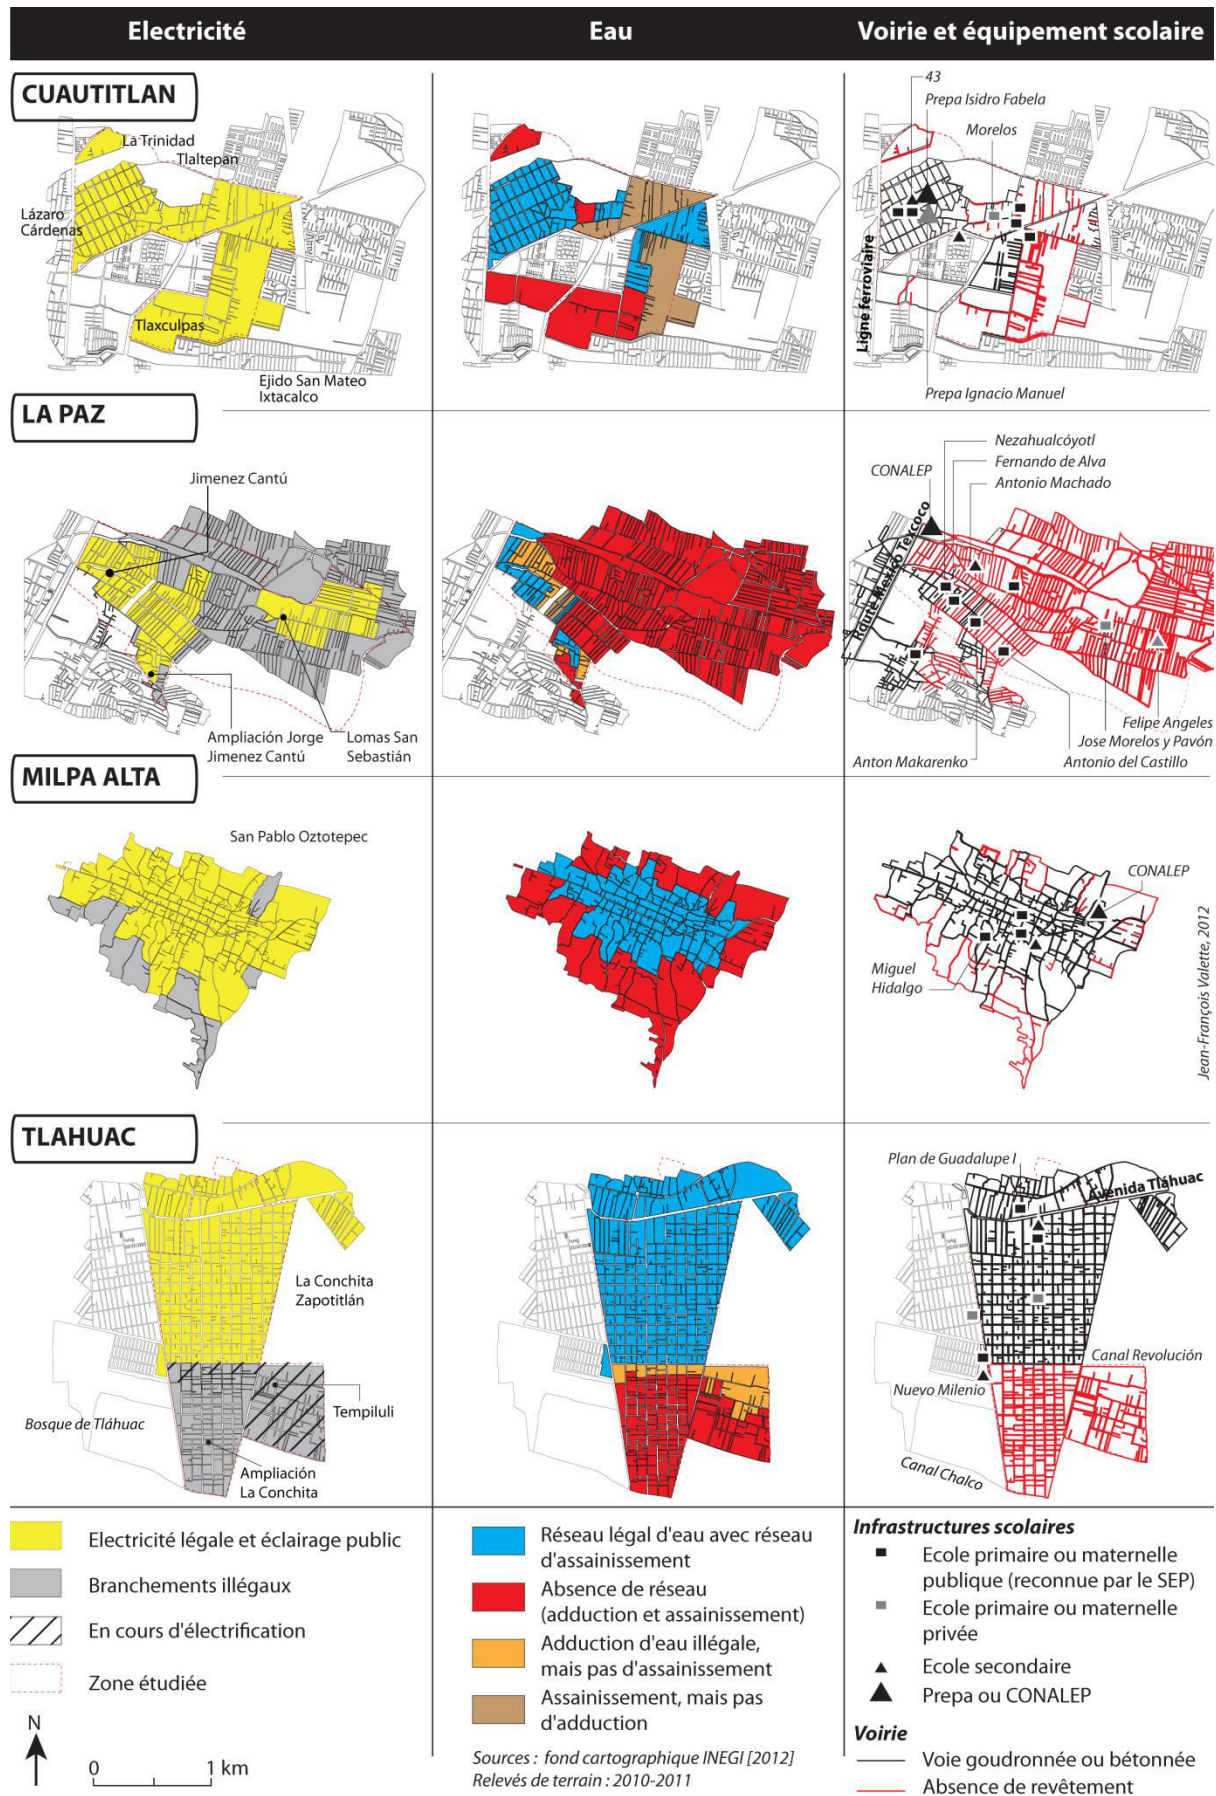 Electricité
Eau
Voirie et équipement scolaire
CUAUTITLAN
La Trinidad
Tlaltepan
Lázaro
Cárdenas
Tlaxculpas
Ejido San Mateo
Ixtacalco
43
Prepa Isidro Fabela
Morelos
Ligne ferroviaire
Prepa Ignacio Manuel
LA PAZ
Jimenez Cantú
Ampliación Jorge
Jimenez Cantú
Lomas San
Sebastián
Nezahualcóyotl
Fernando de Alva
CONALEP
Antonio Machado
Route Mexico Texcoco
Felipe Angeles
Jose Morelos y Pavón
Anton Makarenko
Antonio del Castillo
MILPA ALTA
San Pablo Oztotepec
CONALEP
Miguel
Hidalgo
Jean-François Valette, 2012
TLAHUAC
La Conchita
Zapotitlán
Tempiluli
Bosque de Tláhuac
Ampliación
La Conchita
Plan de Guadalupe I
Avenida Tláhuac
Canal Revolución
Nuevo Milenio
Canal Chalco
Electricité légale et éclairage public
Branchements illégaux
En cours d'électrification
Zone étudiée
N
0 1 km
Réseau légal d'eau avec réseau
d'assainissement
Absence de réseau
(adduction et assainissement)
Adduction d'eau illégale,
mais pas d'assainissement
Assainissement, mais pas
d'adduction
Sources : fond cartographique INEGI [2012]
Relevés de terrain : 2010-2011
Infrastructures scolaires
Ecole primaire ou maternelle
publique (reconnue par le SEP)
Ecole primaire ou maternelle
privée
Ecole secondaire
Prepa ou CONALEP
Voirie
Voie goudronnée ou bétonnée
Absence de revêtement